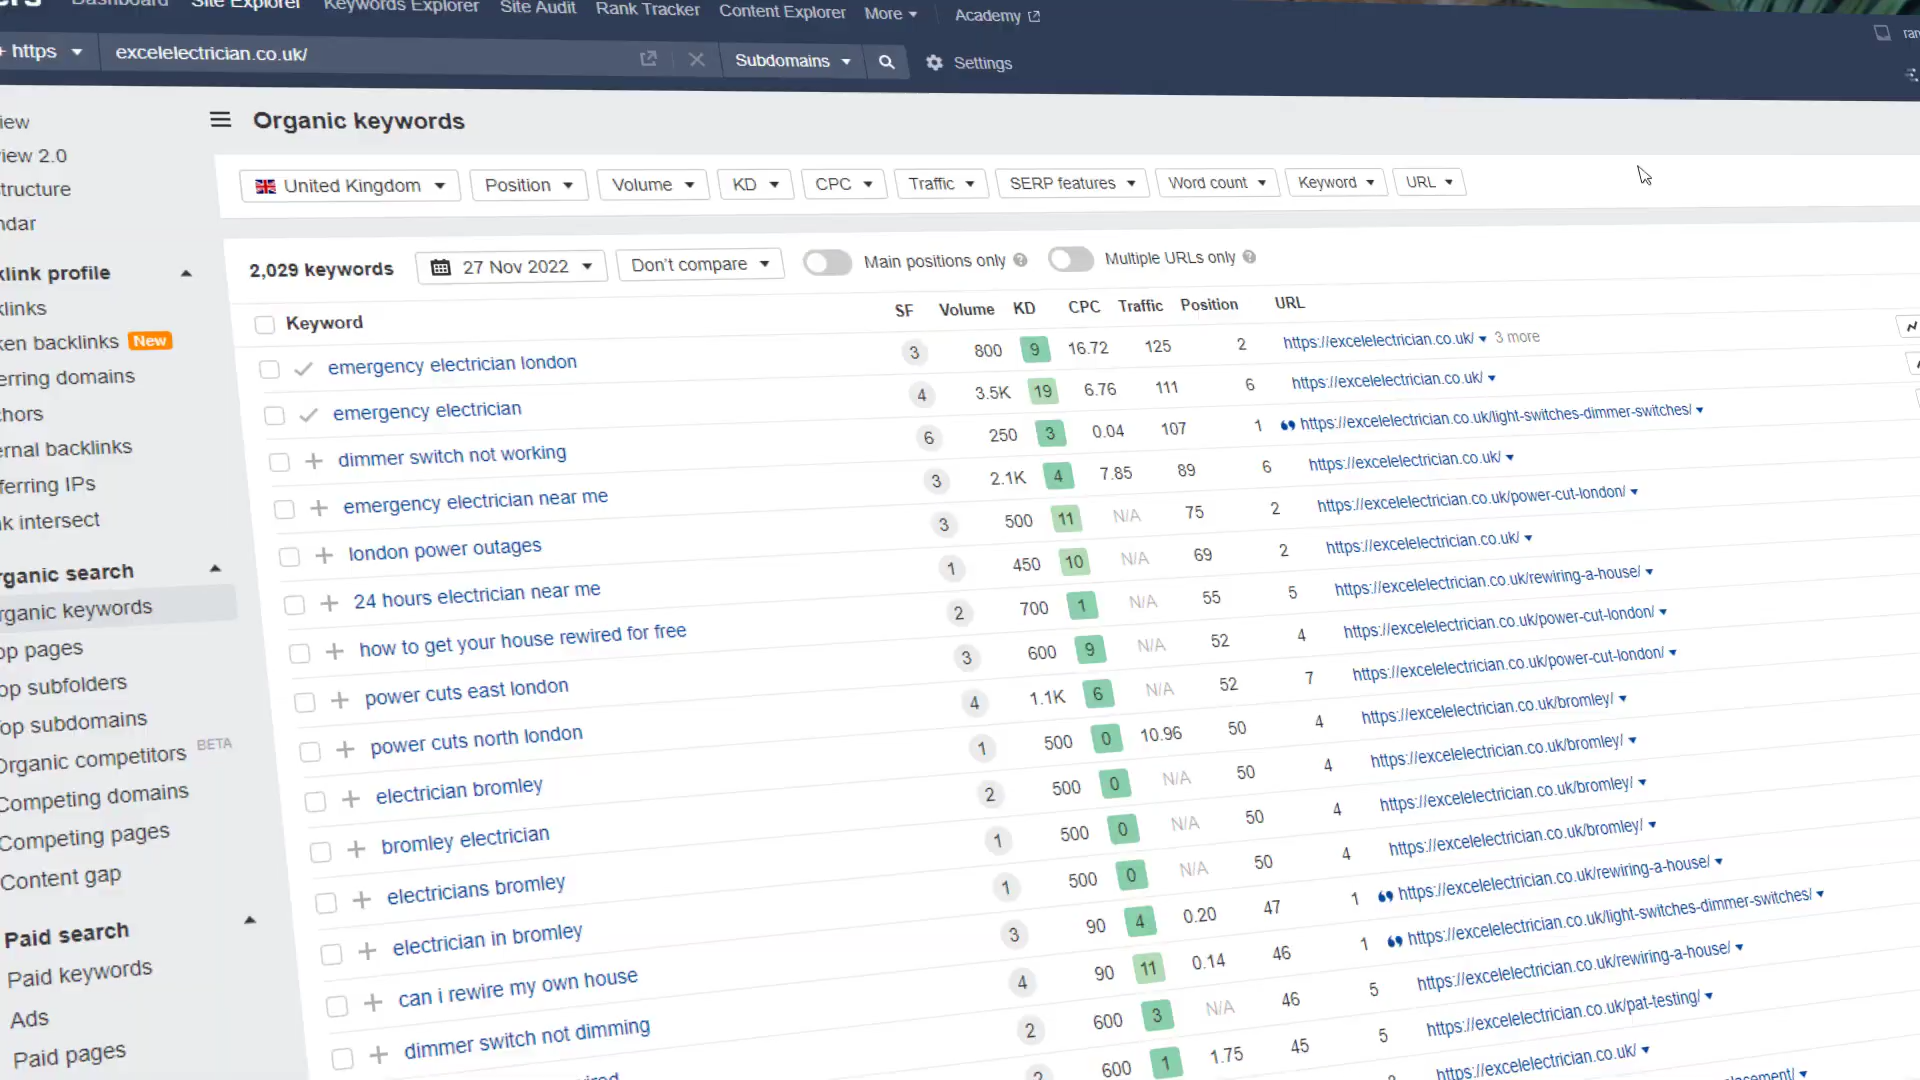 Dashboard Site Explorer Keywords Explorer Site Audit Rank Tracker Content Explorer More Academy
https excelelectrician.co.uk/ Subdomains Settings
Organic keywords
United Kingdom Position Volume KD CPC Traffic SERP features Word count Keyword URL
2,029 keywords 27 Nov 2022 Don't compare Main positions only Multiple URLs only
Keyword SF Volume KD CPC Traffic Position URL
emergency electrician london 3 800 9 16.72 125 2 https://excelelectrician.co.uk/ 3 more
emergency electrician 4 3.5K 19 6.76 111 6 https://excelelectrician.co.uk/
dimmer switch not working 6 250 3 0.04 107 1 https://excelelectrician.co.uk/light-switches-dimmer-switches/
emergency electrician near me 3 2.1K 4 7.85 89 6 https://excelelectrician.co.uk/
london power outages 3 500 11 N/A 75 2 https://excelelectrician.co.uk/power-cut-london/
24 hours electrician near me 1 450 10 N/A 69 2 https://excelelectrician.co.uk/
how to get your house rewired for free 2 700 1 N/A 55 5 https://excelelectrician.co.uk/rewiring-a-house/
power cuts east london 3 600 9 N/A 52 4 https://excelelectrician.co.uk/power-cut-london/
power cuts north london 4 1.1K 6 N/A 52 7 https://excelelectrician.co.uk/power-cut-london/
electrician bromley 1 500 0 10.96 50 4 https://excelelectrician.co.uk/bromley/
bromley electrician 2 500 0 N/A 50 4 https://excelelectrician.co.uk/bromley/
electricians bromley 1 500 0 N/A 50 4 https://excelelectrician.co.uk/bromley/
electrician in bromley 1 500 0 N/A 50 4 https://excelelectrician.co.uk/bromley/
can i rewire my own house 3 90 4 0.20 47 1 https://excelelectrician.co.uk/rewiring-a-house/
dimmer switch not dimming 4 90 11 0.14 46 1 https://excelelectrician.co.uk/light-switches-dimmer-switches/
2 600 3 N/A 46 5 https://excelelectrician.co.uk/rewiring-a-house/
600 1 1.75 45 5 https://excelelectrician.co.uk/pat-testing/
https://excelelectrician.co.uk/
view 2.0
structure
backlink profile
links
backlinks New
referring domains
backlinks
referring IPs
link intersect
Organic search
Organic keywords
Top pages
Top subfolders
Top subdomains
Organic competitors BETA
Competing domains
Competing pages
Content gap
Paid search
Paid keywords
Ads
Paid pages